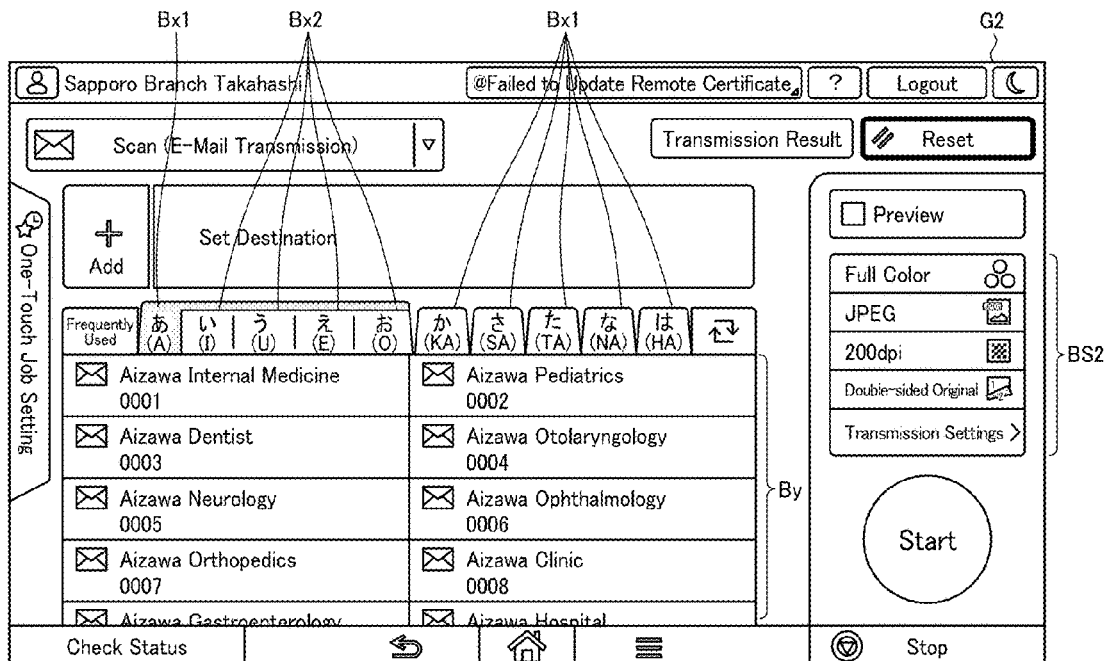 Bx1
Bx2
Bx1
G2
Sapporo Branch Takahashi
@Failed to Update Remote Certificate
?
Logout
Scan (E-Mail Transmission)
Transmission Result
Reset
One-Touch Job Setting
Add
Set Destination
Preview
Full Color
JPEG
200dpi
Double-sided Original
Transmission Settings >
BS2
Frequently
Used
あ
(A)
い
(I)
う
(U)
え
(E)
お
(O)
か
(KA)
さ
(SA)
た
(TA)
な
(NA)
は
(HA)
Aizawa Internal Medicine
0001
Aizawa Pediatrics
0002
Aizawa Dentist
0003
Aizawa Otolaryngology
0004
Aizawa Neurology
0005
Aizawa Ophthalmology
0006
Aizawa Orthopedics
0007
Aizawa Clinic
0008
Aizawa Gastroenterology
Aizawa Hospital
By
Start
Check Status
Stop